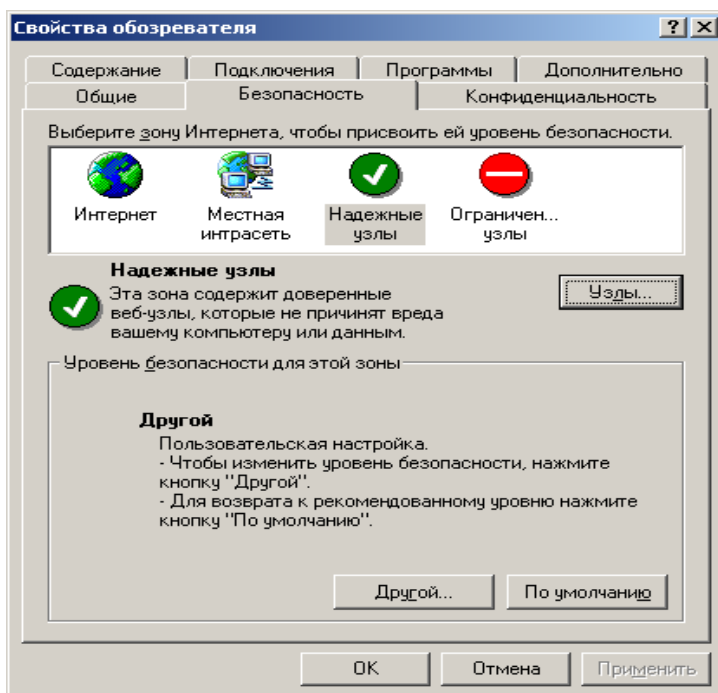 Свойства обозревателя
Содержание Подключения Программы Дополнительно
Общие Безопасность Конфиденциальность
Выберите зону Интернета, чтобы присвоить ей уровень безопасности.
Интернет Местная интрасеть Надежные узлы Ограничен... узлы
Надежные узлы
Эта зона содержит доверенные
веб-узлы, которые не причинят вреда
вашему компьютеру или данным.
Узлы...
Уровень безопасности для этой зоны
Другой
Пользовательская настройка.
- Чтобы изменить уровень безопасности, нажмите
кнопку "Другой".
- Для возврата к рекомендованному уровню нажмите
кнопку "По умолчанию".
Другой... По умолчанию
OK Отмена Применить